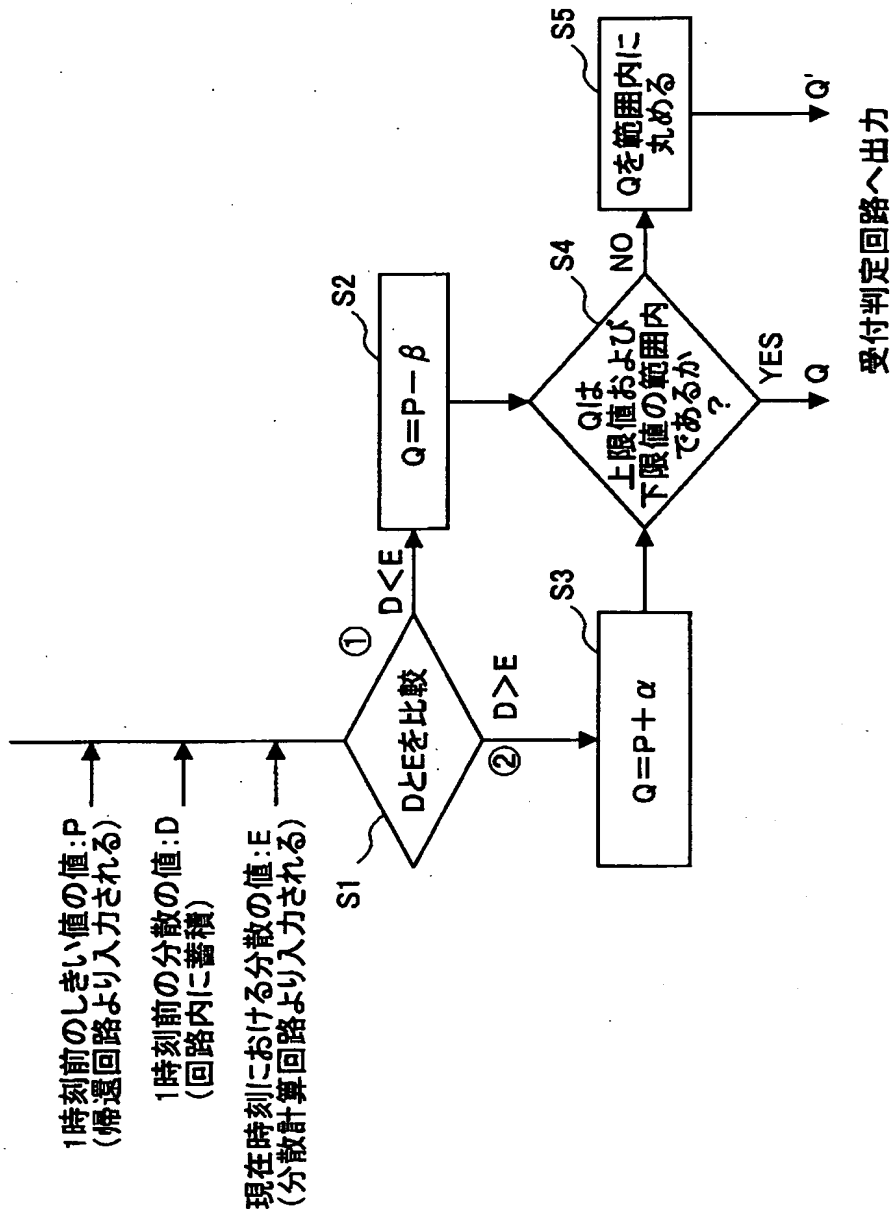 1時刻前のしきい値の値:P
(帰還回路より入力される)
1時刻前の分散の値:D
(回路内に蓄積)
現在時刻における分散の値:E
(分散計算回路より入力される)
S1
DとEを比較
①
D<E
②
D>E
S2
Q=P-β
S3
Q=P+α
S4
Qは
上限値および
下限値の範囲内
であるか
?
NO
YES
S5
Qを範囲内に
丸める
Q
Q'
受付判定回路へ出力